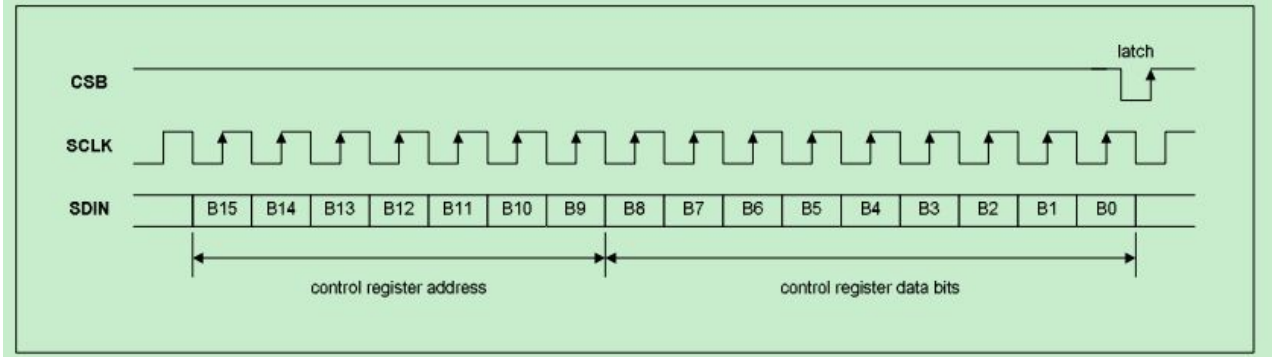 latch
CSB
SCLK
SDIN B15 B14 B13 B12 B11 B10 B9 B8 B7 B6 B5 B4 B3 B2 B1 B0
control register address control register data bits